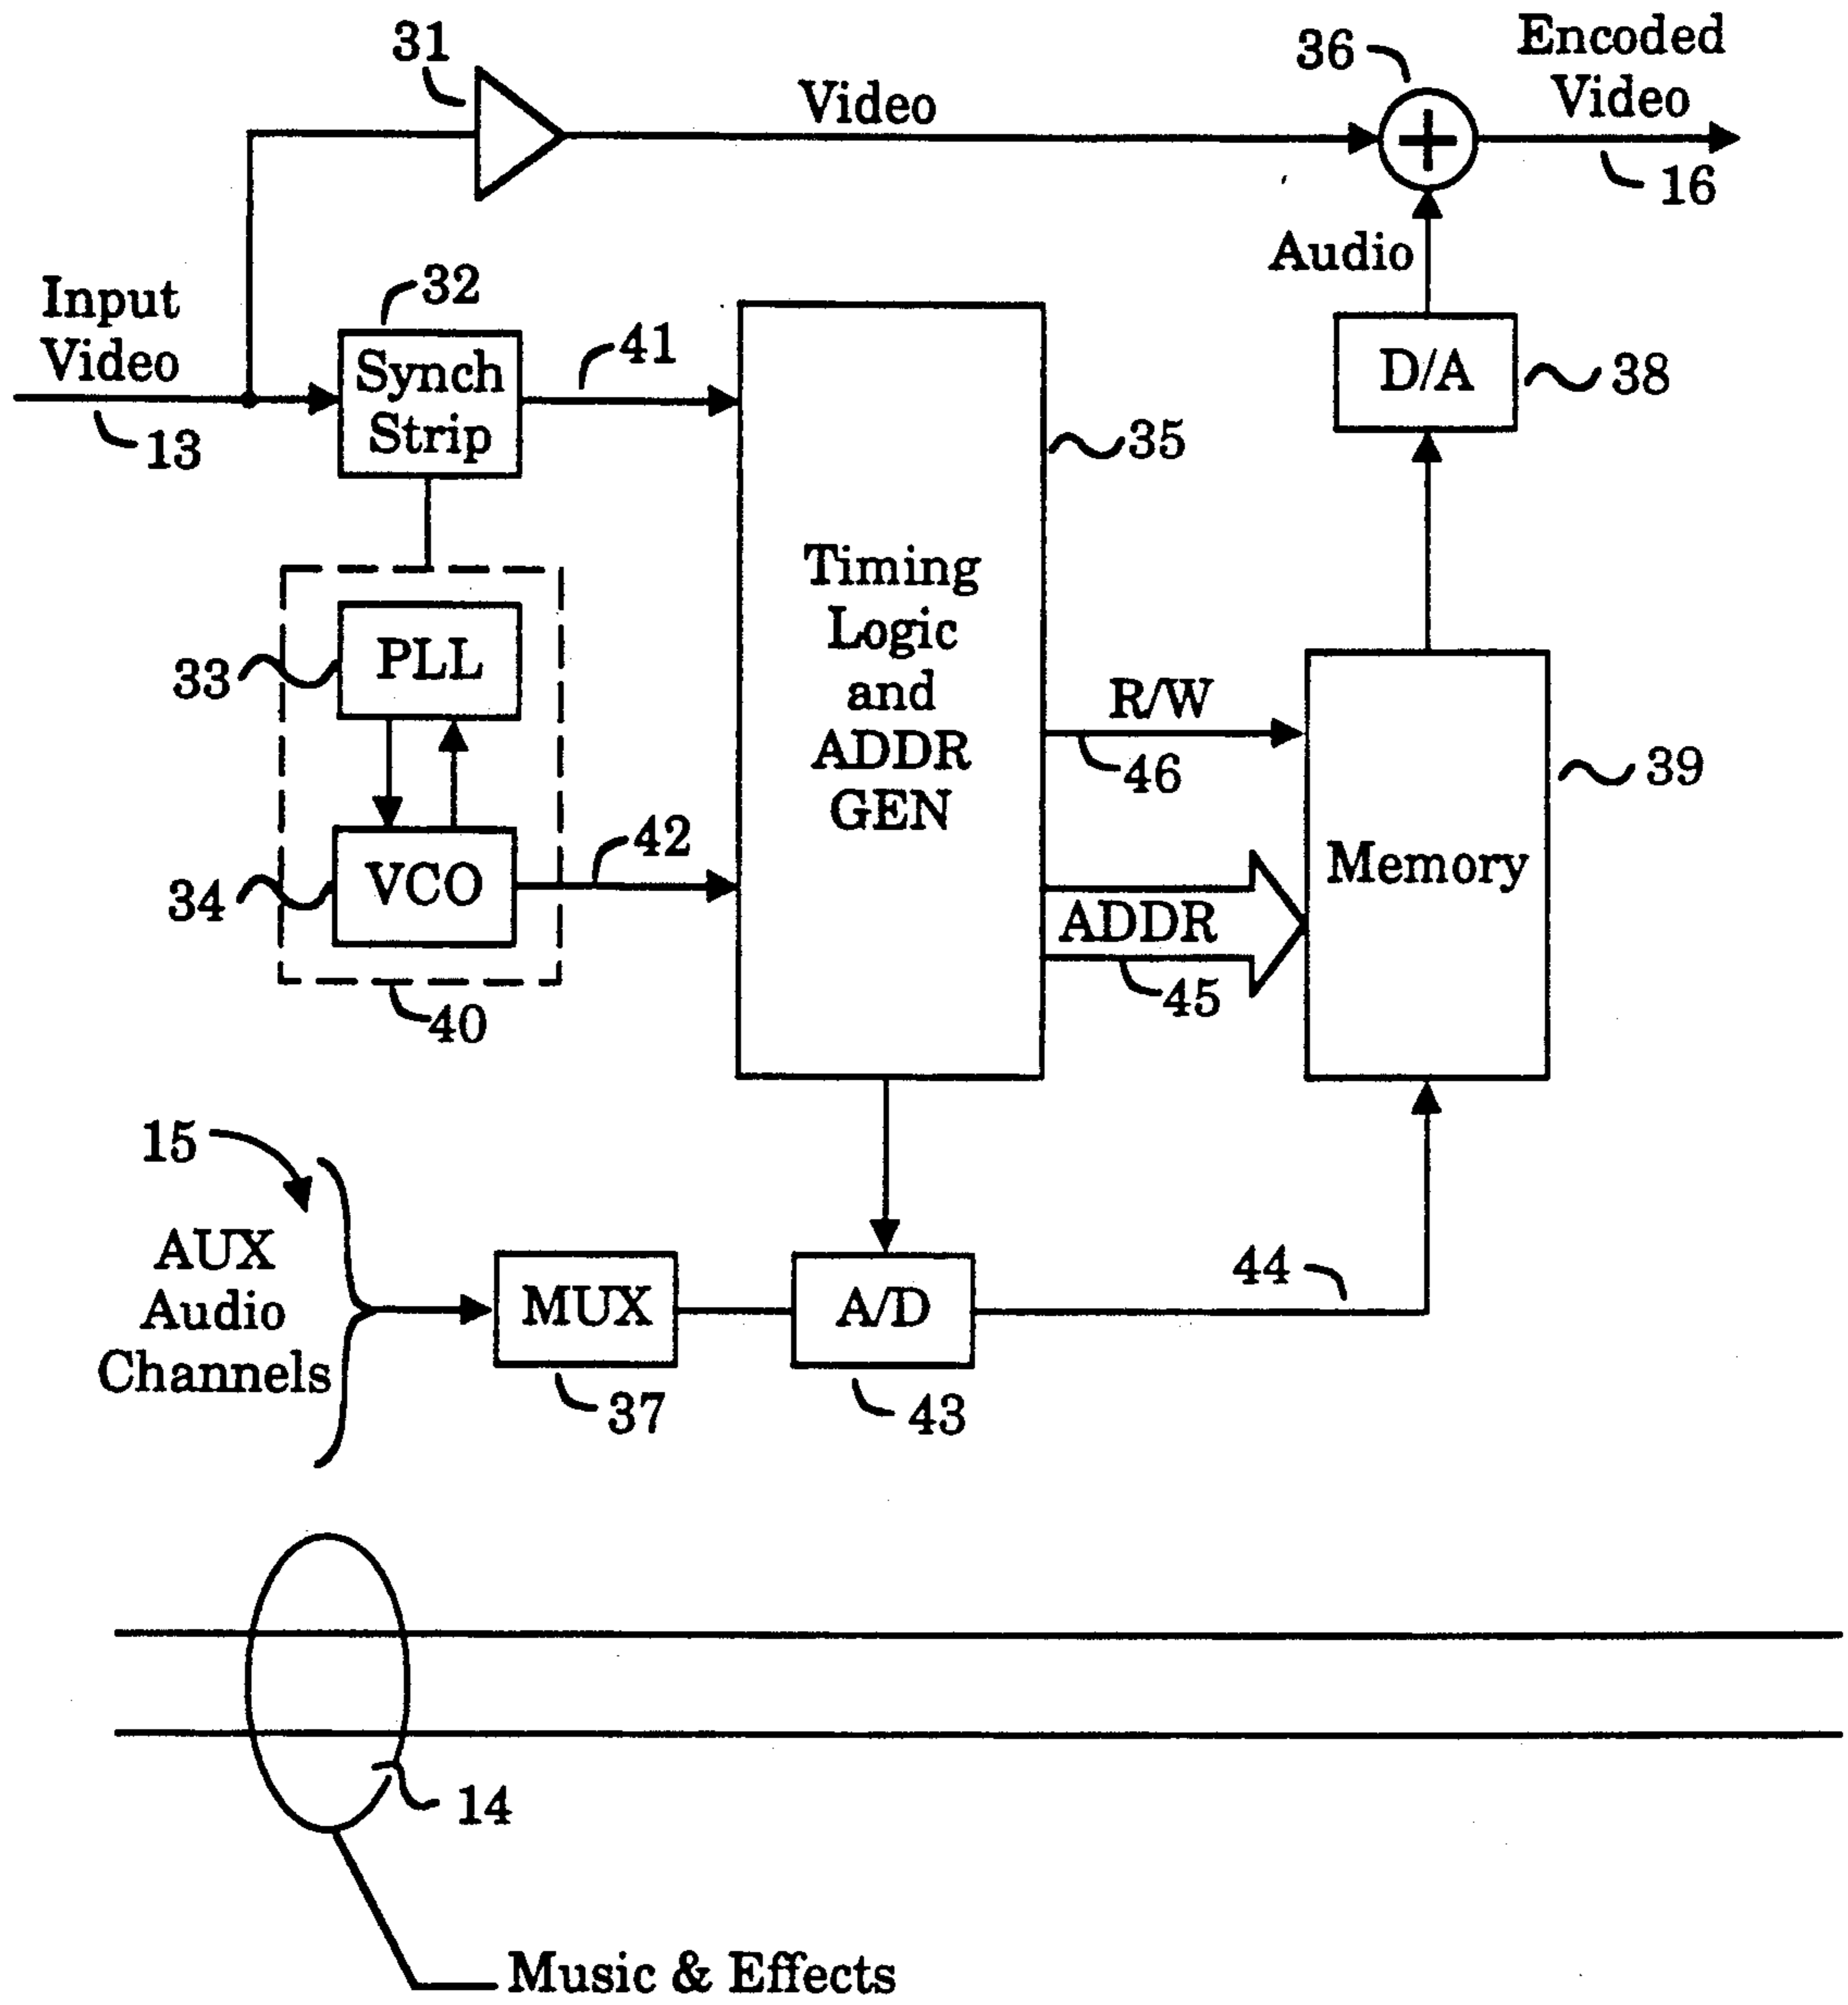 31
Video
36
Encoded
Video
16
Audio
Input
Video
13
32
Synch
Strip
41
D/A
38
35
Timing
Logic
and
ADDR
GEN
33
PLL
R/W
46
39
Memory
34
VCO
42
ADDR
45
40
15
AUX
Audio
Channels
MUX
37
A/D
43
44
14
Music & Effects